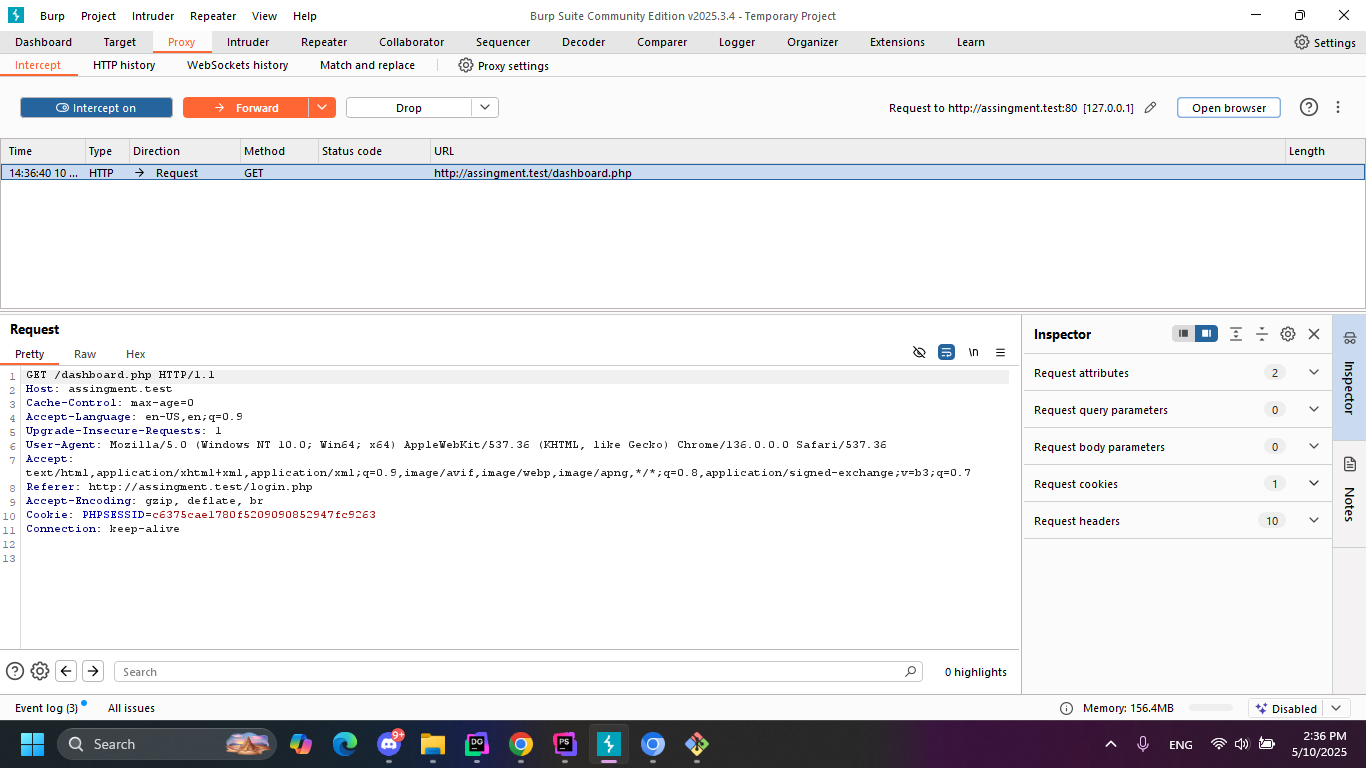 Burp Project Intruder Repeater View Help Burp Suite Community Edition v2025.3.4 - Temporary Project
Dashboard Target Proxy Intruder Repeater Collaborator Sequencer Decoder Comparer Logger Organizer Extensions Learn Settings
Intercept HTTP history WebSockets history Match and replace Proxy settings
Intercept on Forward Drop Request to http://assingment.test:80 [127.0.0.1] Open browser
Time Type Direction Method Status code URL Length
14:36:40 10 ... HTTP → Request GET http://assingment.test/dashboard.php
Request
Pretty Raw Hex \n
1 GET /dashboard.php HTTP/1.1
2 Host: assingment.test
3 Cache-Control: max-age=0
4 Accept-Language: en-US,en;q=0.9
5 Upgrade-Insecure-Requests: 1
6 User-Agent: Mozilla/5.0 (Windows NT 10.0; Win64; x64) AppleWebKit/537.36 (KHTML, like Gecko) Chrome/136.0.0.0 Safari/537.36
7 Accept:
text/html,application/xhtml+xml,application/xml;q=0.9,image/avif,image/webp,image/apng,*/*;q=0.8,application/signed-exchange;v=b3;q=0.7
8 Referer: http://assingment.test/login.php
9 Accept-Encoding: gzip, deflate, br
10 Cookie: PHPSESSID=c6375cae1780f5209090852947fc9263
11 Connection: keep-alive
12
13
Inspector
Request attributes 2
Request query parameters 0
Request body parameters 0
Request cookies 1
Request headers 10
Inspector
Notes
Search 0 highlights
Event log (3) All issues Memory: 156.4MB Disabled
Search 9+ DG PS ENG 2:36 PM
5/10/2025